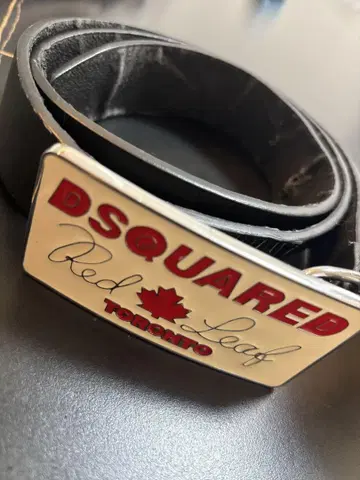 DSQUARED
Red Leaf
TORONTO